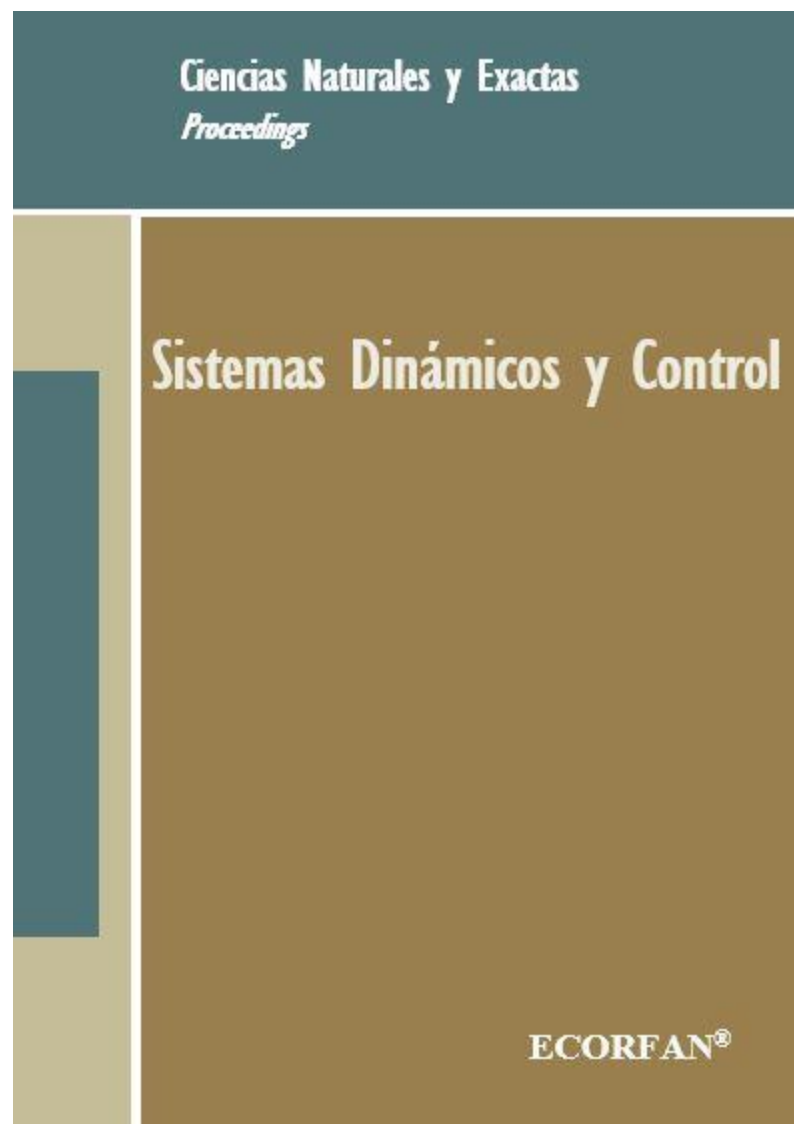 Ciencias Naturales y Exactas
Proceedings
Sistemas Dinámicos y Control
ECORFAN®